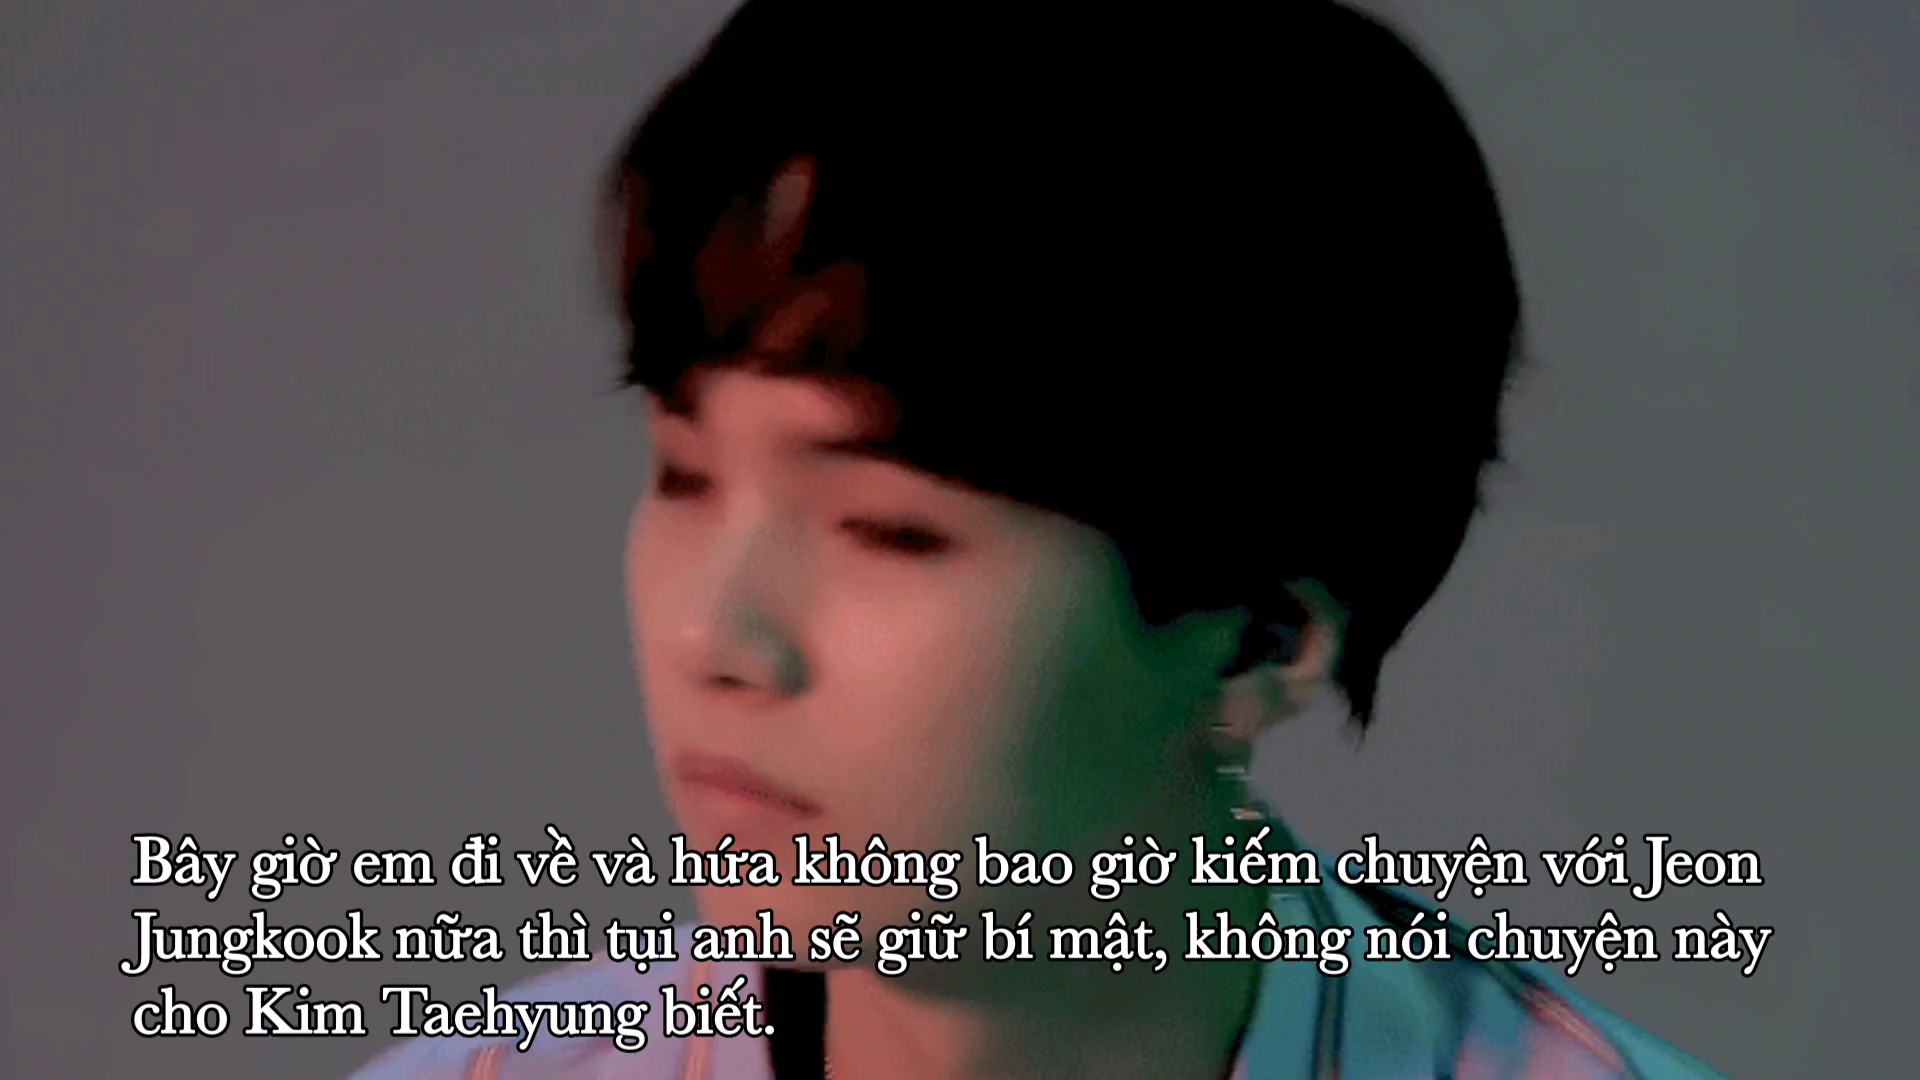 Bây giờ em đi về và hứa không bao giờ kiếm chuyện với Jeon
Jungkook nữa thì tụi anh sẽ giữ bí mật, không nói chuyện này
cho Kim Taehyung biết.